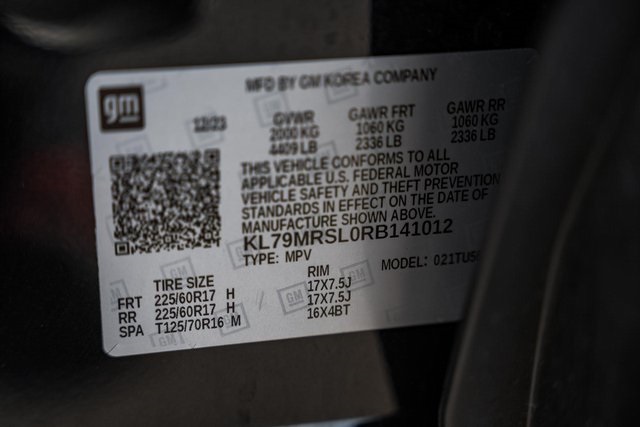 MFD BY GM KOREA COMPANY
gm
12/23
GVWR GAWR FRT GAWR RR
2000 KG 1060 KG 1060 KG
4409 LB 2336 LB 2336 LB
THIS VEHICLE CONFORMS TO ALL
APPLICABLE U.S. FEDERAL MOTOR
VEHICLE SAFETY AND THEFT PREVENTION
STANDARDS IN EFFECT ON THE DATE OF
MANUFACTURE SHOWN ABOVE.
KL79MRSL0RB141012
TYPE: MPV MODEL:
TIRE SIZE RIM
FRT 225/60R17 H 17X7.5J
RR 225/60R17 H 17X7.5J
SPA T125/70R16 M 16X4BT